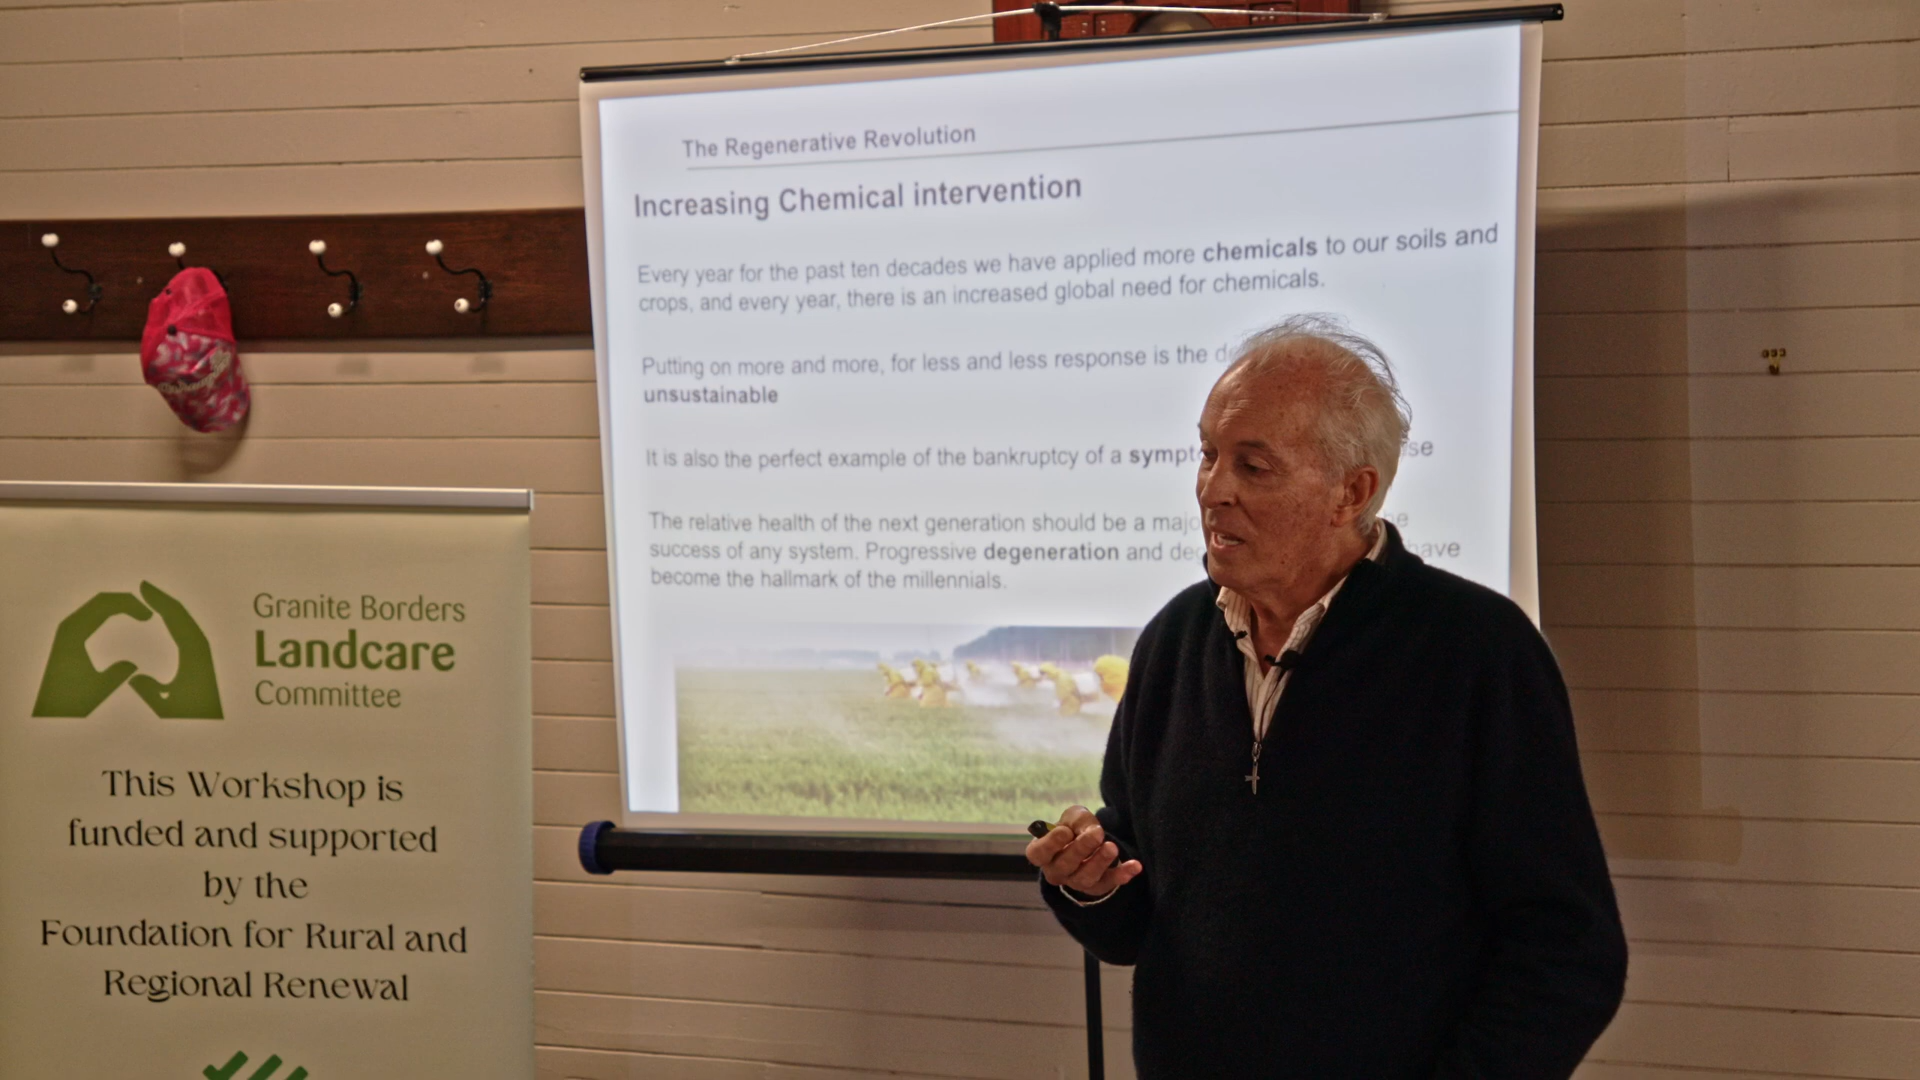 The Regenerative Revolution
Increasing Chemical intervention
Every year for the past ten decades we have applied more chemicals to our soils and
crops, and every year, there is an increased global need for chemicals.
Putting on more and more, for less and less response is the
unsustainable
It is also the perfect example of the bankruptcy of a
The relative health of the next generation should be a
success of any system. Progressive degeneration and have
become the hallmark of the millennials.
Granite Borders
Landcare
Committee
This Workshop is
funded and supported
by the
Foundation for Rural and
Regional Renewal